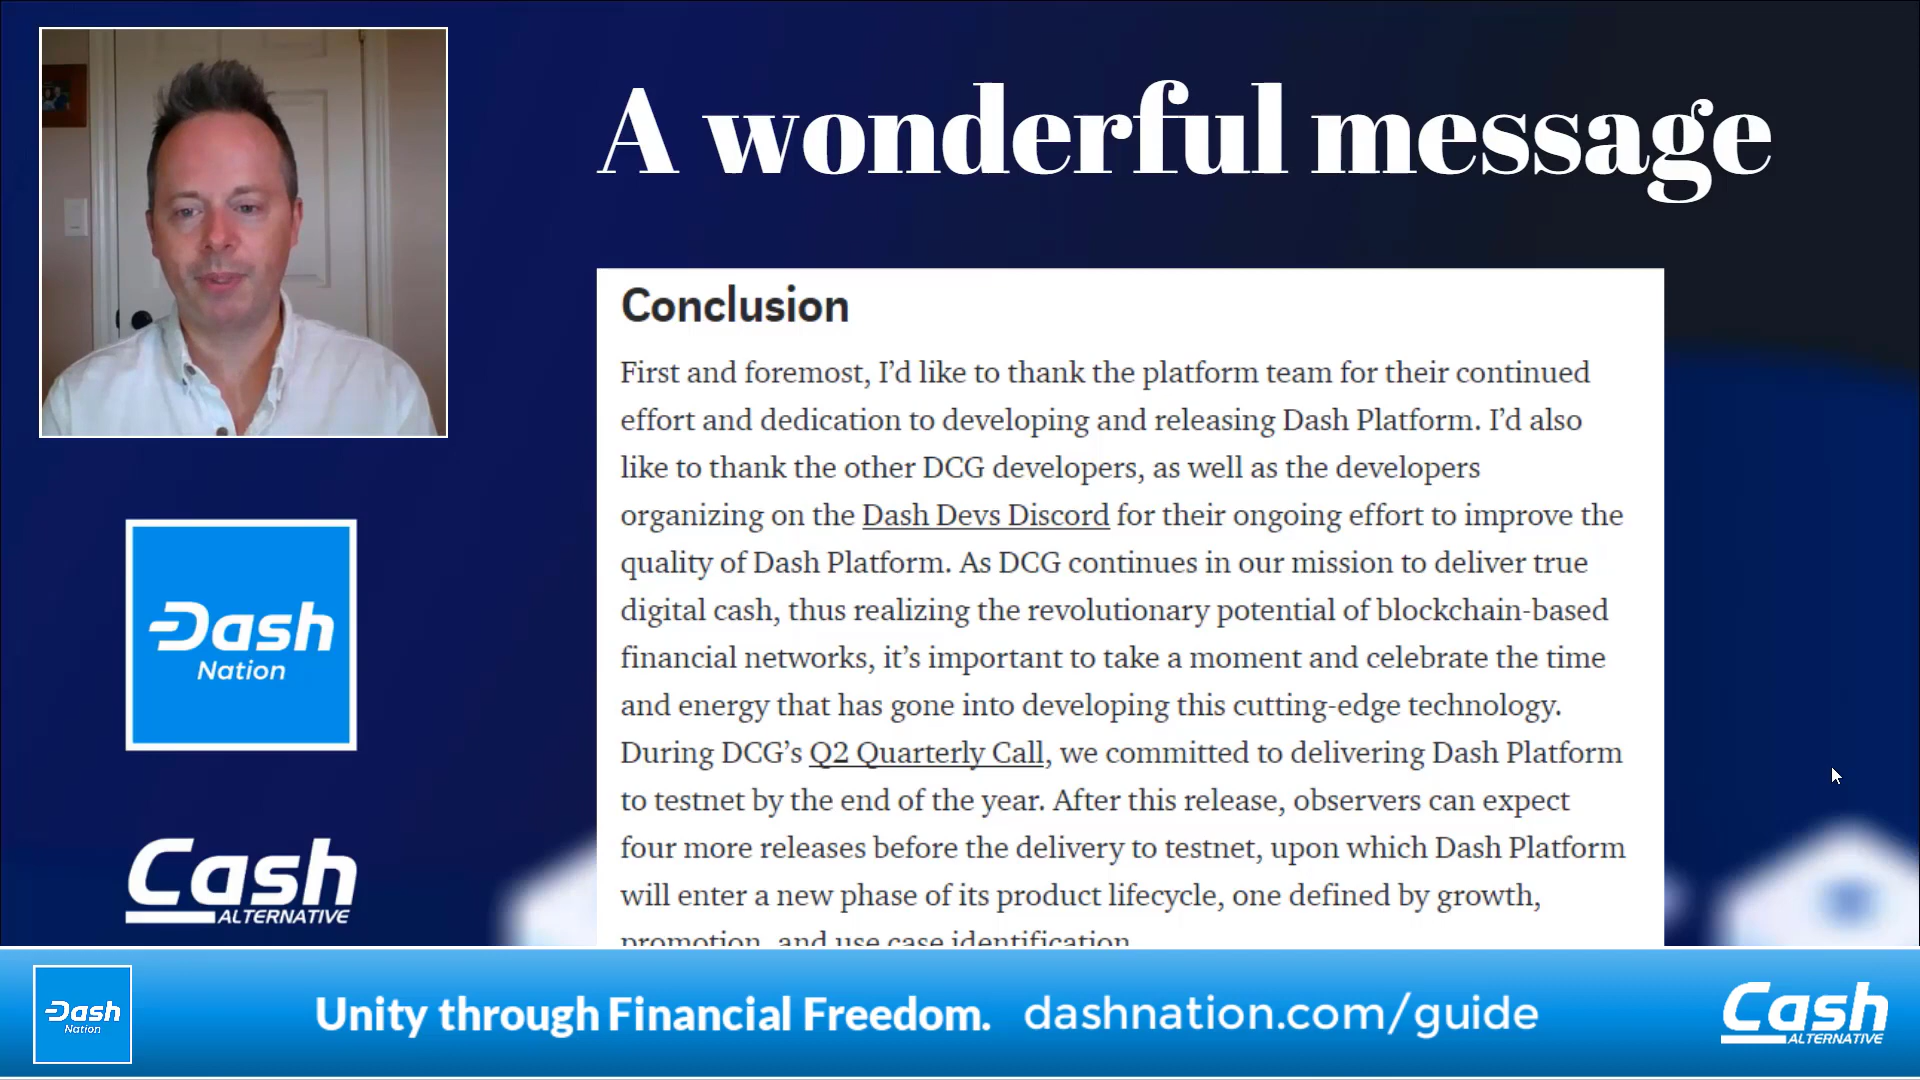 A wonderful message
Conclusion
First and foremost, I’d like to thank the platform team for their continued
effort and dedication to developing and releasing Dash Platform. I’d also
like to thank the other DCG developers, as well as the developers
organizing on the Dash Devs Discord for their ongoing effort to improve the
quality of Dash Platform. As DCG continues in our mission to deliver true
digital cash, thus realizing the revolutionary potential of blockchain-based
financial networks, it’s important to take a moment and celebrate the time
and energy that has gone into developing this cutting-edge technology.
During DCG’s Q2 Quarterly Call, we committed to delivering Dash Platform
to testnet by the end of the year. After this release, observers can expect
four more releases before the delivery to testnet, upon which Dash Platform
will enter a new phase of its product lifecycle, one defined by growth,
promotion, and use case identification.
Dash
Nation
Cash
ALTERNATIVE
Dash
Nation
Unity through Financial Freedom. dashnation.com/guide
Cash
ALTERNATIVE